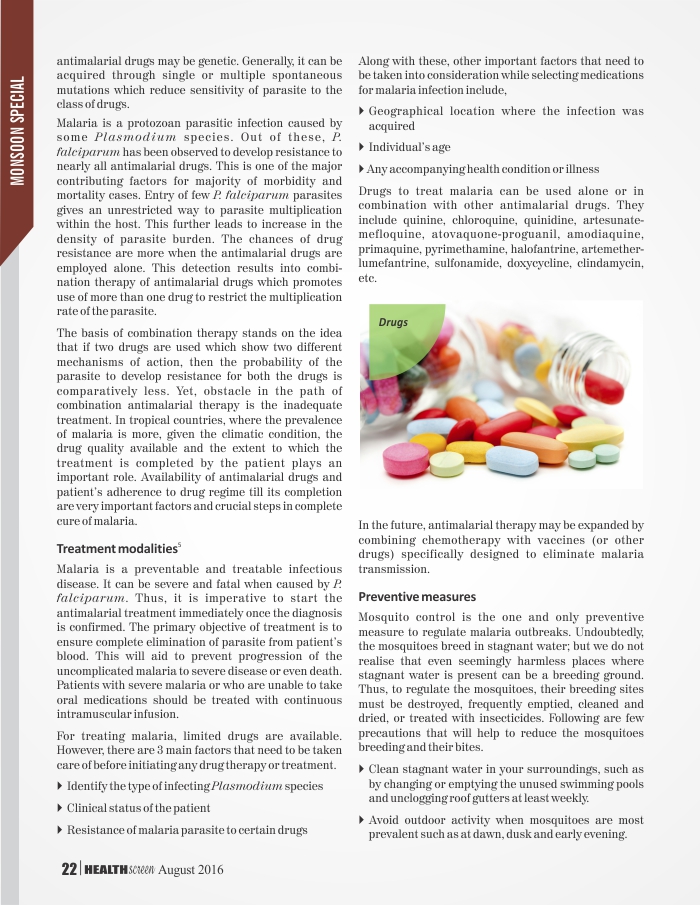 MONSOON SPECIAL
antimalarial drugs may be genetic. Generally, it can be
acquired through single or multiple spontaneous
mutations which reduce sensitivity of parasite to the
class of drugs.
Malaria is a protozoan parasitic infection caused by
some Plasmodium species. Out of these, P.
falciparum has been observed to develop resistance to
nearly all antimalarial drugs. This is one of the major
contributing factors for majority of morbidity and
mortality cases. Entry of few P. falciparum parasites
gives an unrestricted way to parasite multiplication
within the host. This further leads to increase in the
density of parasite burden. The chances of drug
resistance are more when the antimalarial drugs are
employed alone. This detection results into combi-
nation therapy of antimalarial drugs which promotes
use of more than one drug to restrict the multiplication
rate of the parasite.
The basis of combination therapy stands on the idea
that if two drugs are used which show two different
mechanisms of action, then the probability of the
parasite to develop resistance for both the drugs is
comparatively less. Yet, obstacle in the path of
combination antimalarial therapy is the inadequate
treatment. In tropical countries, where the prevalence
of malaria is more, given the climatic condition, the
drug quality available and the extent to which the
treatment is completed by the patient plays an
important role. Availability of antimalarial drugs and
patient's adherence to drug regime till its completion
are very important factors and crucial steps in complete
cure of malaria.
Treatment modalities5
Malaria is a preventable and treatable infectious
disease. It can be severe and fatal when caused by P.
falciparum. Thus, it is imperative to start the
antimalarial treatment immediately once the diagnosis
is confirmed. The primary objective of treatment is to
ensure complete elimination of parasite from patient's
blood. This will aid to prevent progression of the
uncomplicated malaria to severe disease or even death.
Patients with severe malaria or who are unable to take
oral medications should be treated with continuous
intramuscular infusion.
For treating malaria, limited drugs are available.
However, there are 3 main factors that need to be taken
care of before initiating any drug therapy or treatment.
Identify the type of infecting Plasmodium species
Clinical status of the patient
Resistance of malaria parasite to certain drugs
Along with these, other important factors that need to
be taken into consideration while selecting medications
for malaria infection include,
Geographical location where the infection was
acquired
Individual's age
Any accompanying health condition or illness
Drugs to treat malaria can be used alone or in
combination with other antimalarial drugs. They
include quinine, chloroquine, quinidine, artesunate-
mefloquine, atovaquone-proguanil, amodiaquine,
primaquine, pyrimethamine, halofantrine, artemether-
lumefantrine, sulfonamide, doxycycline, clindamycin,
etc.
Drugs
In the future, antimalarial therapy may be expanded by
combining chemotherapy with vaccines (or other
drugs) specifically designed to eliminate malaria
transmission.
Preventive measures
Mosquito control is the one and only preventive
measure to regulate malaria outbreaks. Undoubtedly,
the mosquitoes breed in stagnant water; but we do not
realise that even seemingly harmless places where
stagnant water is present can be a breeding ground.
Thus, to regulate the mosquitoes, their breeding sites
must be destroyed, frequently emptied, cleaned and
dried, or treated with insecticides. Following are few
precautions that will help to reduce the mosquitoes
breeding and their bites.
Clean stagnant water in your surroundings, such as
by changing or emptying the unused swimming pools
and unclogging roof gutters at least weekly.
Avoid outdoor activity when mosquitoes are most
prevalent such as at dawn, dusk and early evening.
22 | HEALTHscreen August 2016